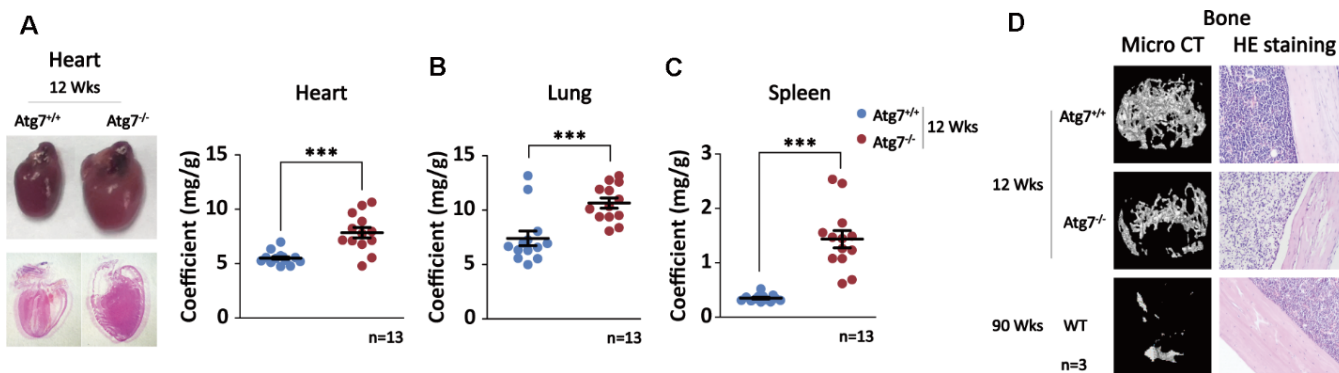 A
Heart
12 Wks
Atg7+/+ Atg7-/-
Heart
Coefficient (mg/g)
15
10
5
0
***
n=13
B
Lung
Coefficient (mg/g)
15
10
5
0
***
n=13
C
Spleen
Coefficient (mg/g)
3
2
1
0
***
n=13
Atg7+/+
Atg7-/-
12 Wks
D
Bone
Micro CT HE staining
12 Wks
Atg7+/+
Atg7-/-
90 Wks WT
n=3